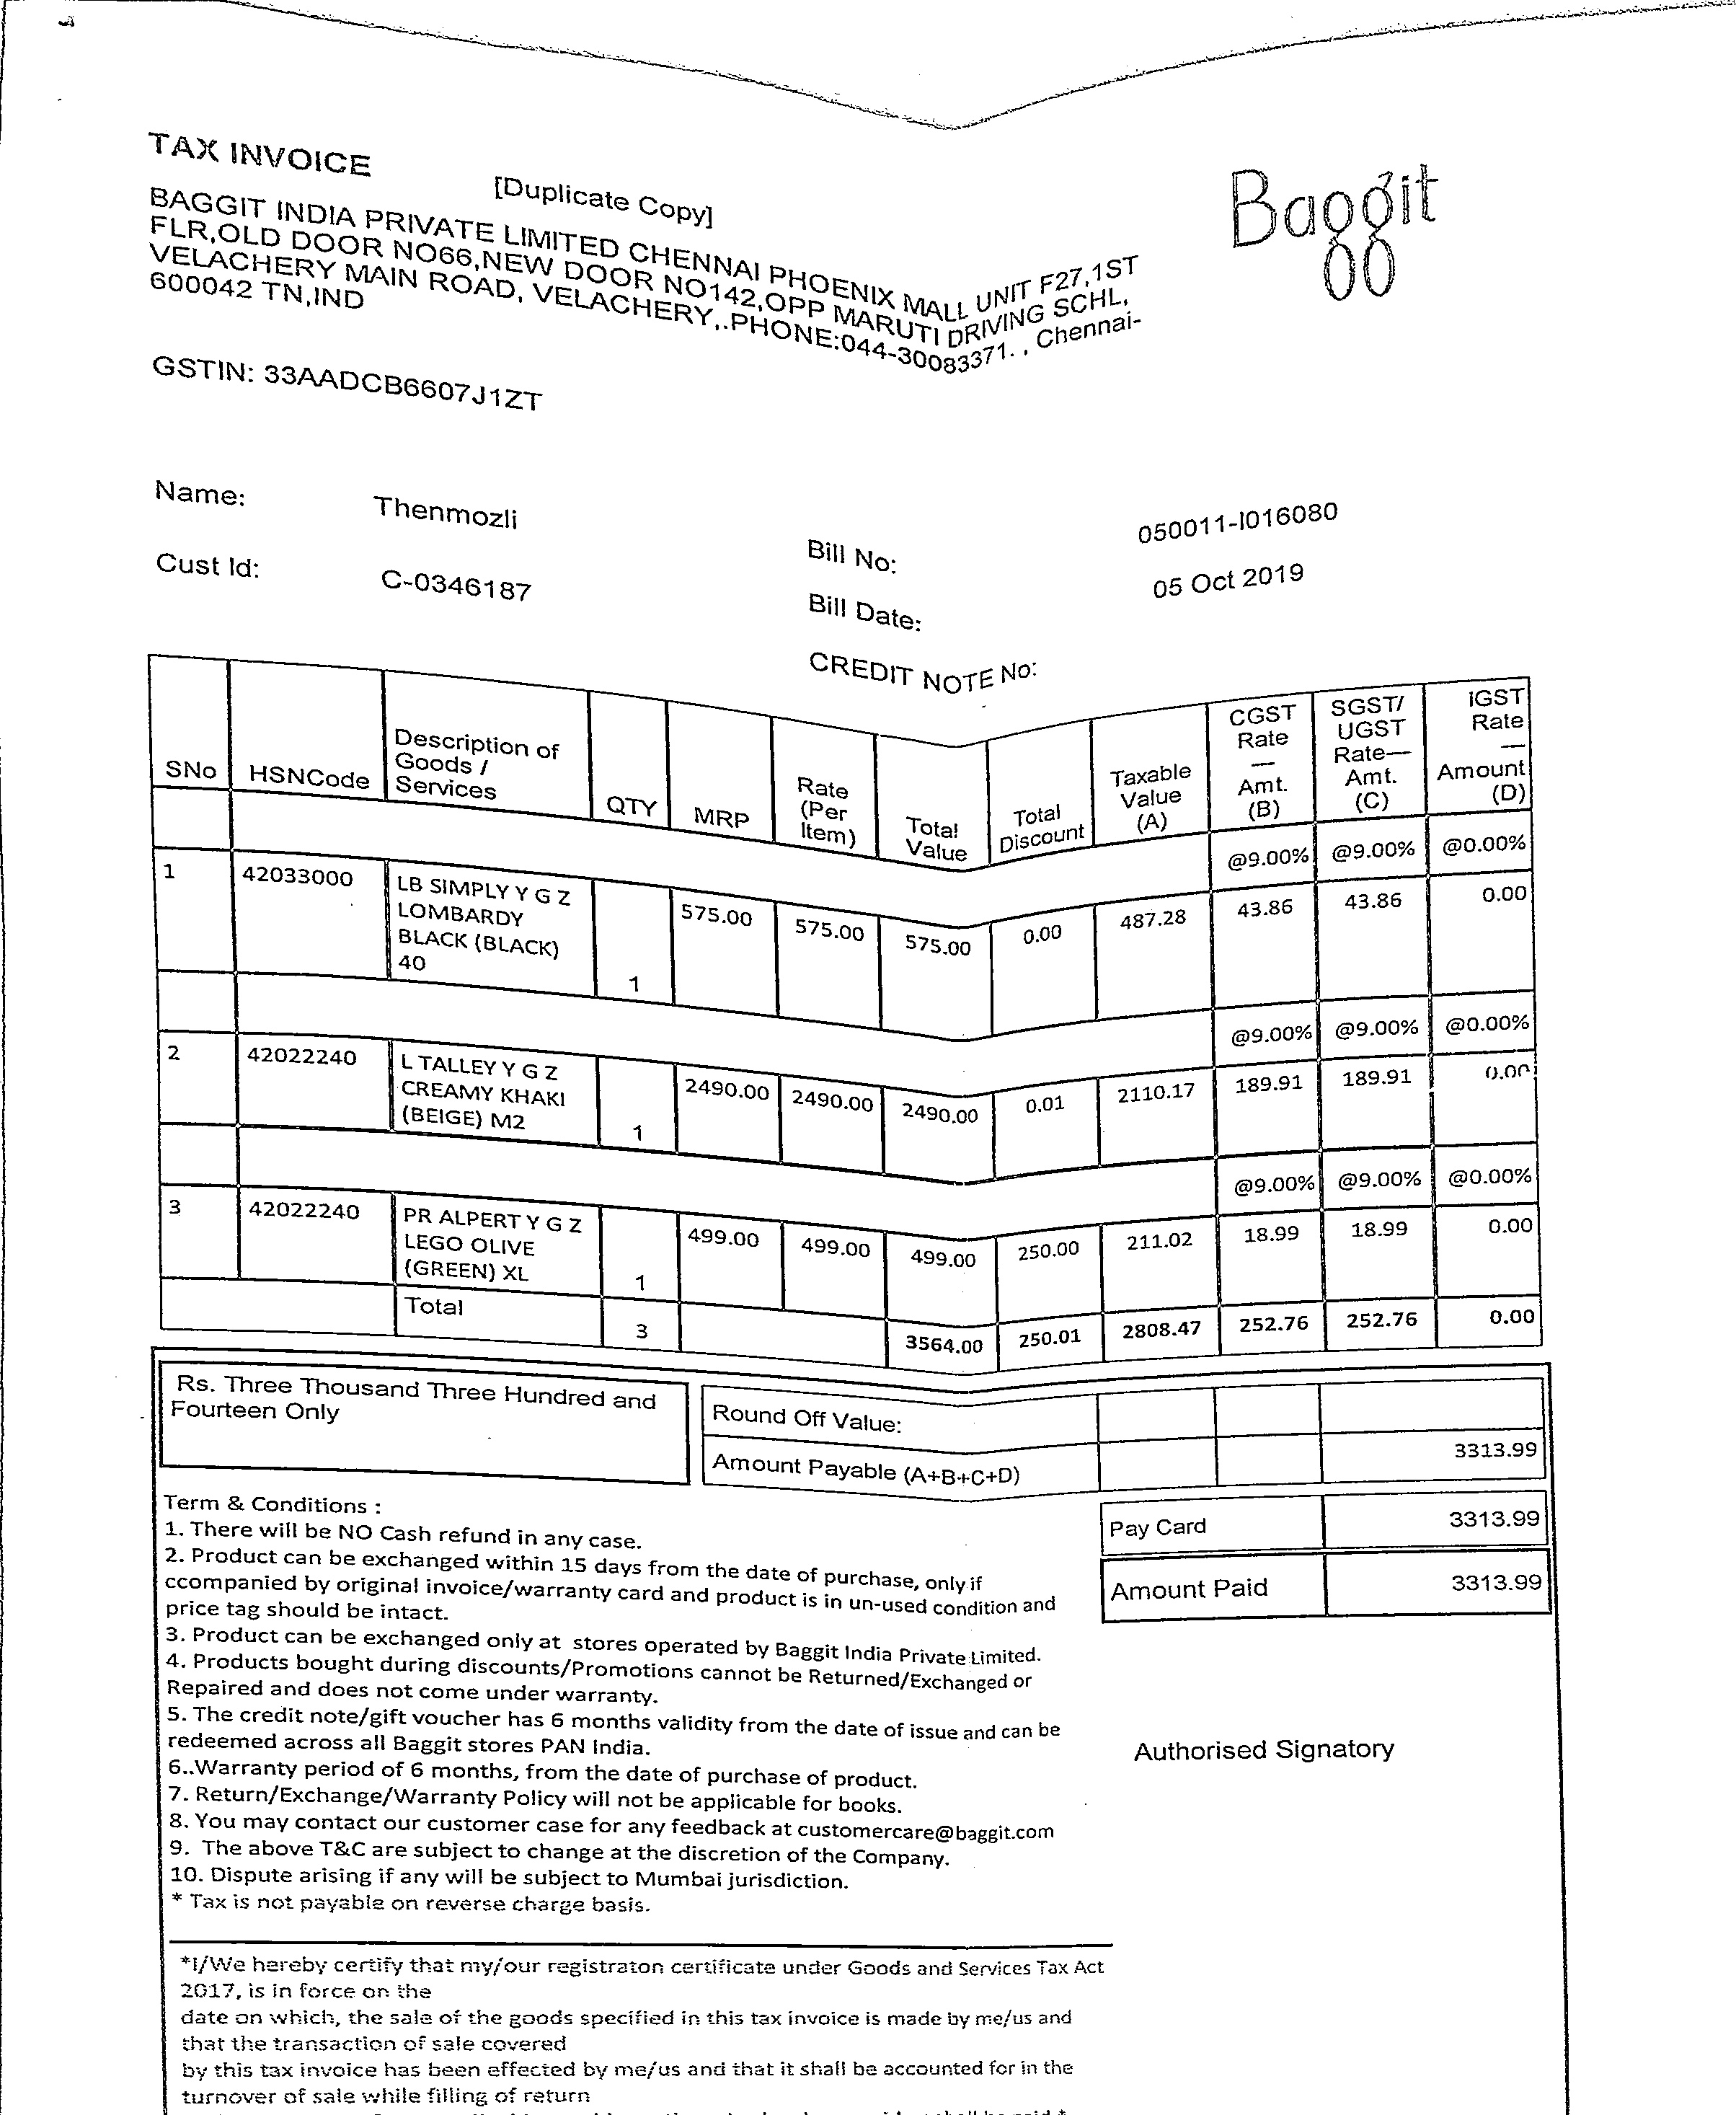 TAX INVOICE
[Duplicate Copy]
Baggit
BAGGIT INDIA PRIVATE LIMITED CHENNAI PHOENIX MALL UNIT F27,1ST
FLR,OLD DOOR NO66,NEW DOOR NO142,OPP MARUTI DRIVING SCHL,
VELACHERY MAIN ROAD, VELACHERY,.PHONE:044-30083371. , Chennai-
600042 TN,IND
GSTIN: 33AADCB6607J1ZT
Name: Thenmozli
Bill No: 050011-I016080
Cust Id: C-0346187
Bill Date: 05 Oct 2019
CREDIT NOTE No:
SNo HSNCode Description of Goods / Services QTY MRP Rate (Per Item) Total Value Total Discount Taxable Value (A) CGST Rate — Amt. (B) SGST/ UGST Rate— Amt. (C) IGST Rate — Amount (D)
@9.00% @9.00% @0.00%
1 42033000 LB SIMPLY Y G Z 575.00 575.00 575.00 0.00 487.28 43.86 43.86 0.00
LOMBARDY
BLACK (BLACK)
40 1
@9.00% @9.00% @0.00%
2 42022240 L TALLEY Y G Z 2490.00 2490.00 2490.00 0.01 2110.17 189.91 189.91 0.00
CREAMY KHAKI
(BEIGE) M2 1
@9.00% @9.00% @0.00%
3 42022240 PR ALPERT Y G Z 499.00 499.00 499.00 250.00 211.02 18.99 18.99 0.00
LEGO OLIVE
(GREEN) XL 1
Total 3 3564.00 250.01 2808.47 252.76 252.76 0.00
Rs. Three Thousand Three Hundred and
Fourteen Only
Round Off Value:
Amount Payable (A+B+C+D) 3313.99
Pay Card 3313.99
Amount Paid 3313.99
Term & Conditions :
1. There will be NO Cash refund in any case.
2. Product can be exchanged within 15 days from the date of purchase, only if
ccompanied by original invoice/warranty card and product is in un-used condition and
price tag should be intact.
3. Product can be exchanged only at stores operated by Baggit India Private Limited.
4. Products bought during discounts/Promotions cannot be Returned/Exchanged or
Repaired and does not come under warranty.
5. The credit note/gift voucher has 6 months validity from the date of issue and can be
redeemed across all Baggit stores PAN India.
6..Warranty period of 6 months, from the date of purchase of product.
7. Return/Exchange/Warranty Policy will not be applicable for books.
8. You may contact our customer case for any feedback at customercare@baggit.com
9. The above T&C are subject to change at the discretion of the Company.
10. Dispute arising if any will be subject to Mumbai jurisdiction.
* Tax is not payable on reverse charge basis.
Authorised Signatory
*I/We hereby certify that my/our registraton certificate under Goods and Services Tax Act
2017, is in force on the
date on which, the sale of the goods specified in this tax invoice is made by me/us and
that the transaction of sale covered
by this tax invoice has been effected by me/us and that it shall be accounted for in the
turnover of sale while filling of return